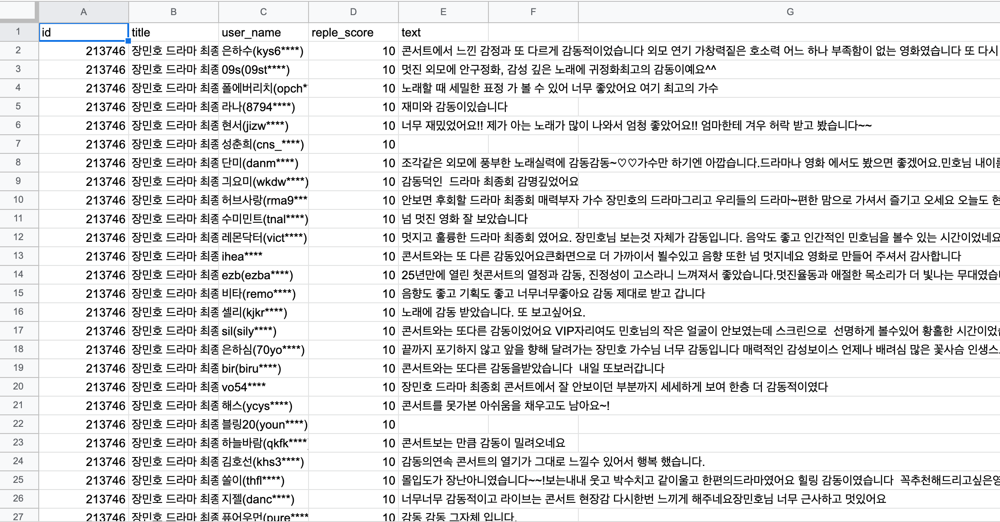 A B C D E F G
1 id title user_name reple_score text
2 213746 장민호 드라마 최종 은하수(kys6****) 10 콘서트에서 느낀 감정과 또 다르게 감동적이었습니다 외모 연기 가창력짙은 호소력 어느 하나 부족함이 없는 영화였습니다 또 다시
3 213746 장민호 드라마 최종 09s(09st****) 10 멋진 외모에 안구정화, 감성 깊은 노래에 귀정화최고의 감동이예요^^
4 213746 장민호 드라마 최종 폴에버리치(opch* 10 노래할 때 세밀한 표정 가 볼 수 있어 너무 좋았어요 여기 최고의 가수
5 213746 장민호 드라마 최종 라나(8794****) 10 재미와 감동이있습니다
6 213746 장민호 드라마 최종 현서(jizw****) 10 너무 재밌었어요!! 제가 아는 노래가 많이 나와서 엄청 좋았어요!! 엄마한테 겨우 허락 받고 봤습니다~~
7 213746 장민호 드라마 최종 성춘희(cns_****) 10
8 213746 장민호 드라마 최종 단미(danm****) 10 조각같은 외모에 풍부한 노래실력에 감동감동~♡♡가수만 하기엔 아깝습니다.드라마나 영화 에서도 봤으면 좋겠어요.민호님 내이름
9 213746 장민호 드라마 최종 긔요미(wkdw****) 10 감동덕인  드라마 최종회 감명깊었어요
10 213746 장민호 드라마 최종 허브사랑(rma9*** 10 안보면 후회할 드라마 최종회 매력부자 가수 장민호의 드라마그리고 우리들의 드라마~편한 맘으로 가셔서 즐기고 오세요 오늘도 현
11 213746 장민호 드라마 최종 수미민트(tnal****) 10 넘 멋진 영화 잘 보았습니다
12 213746 장민호 드라마 최종 레몬닥터(vict****) 10 멋지고 훌륭한 드라마 최종회 였어요. 장민호님 보는것 자체가 감동입니다. 음악도 좋고 인간적인 민호님을 볼수 있는 시간이었네요
13 213746 장민호 드라마 최종 ihea**** 10 콘서트와는 또 다른 감동있어요큰화면으로 더 가까이서 뵐수있고 음향 또한 넘 멋지네요 영화로 만들어 주셔서 감사합니다
14 213746 장민호 드라마 최종 ezb(ezba****) 10 25년만에 열린 첫콘서트의 열정과 감동, 진정성이 고스라니 느껴져서 좋았습니다.멋진율동과 애절한 목소리가 더 빛나는 무대였습니
15 213746 장민호 드라마 최종 비타(remo****) 10 음향도 좋고 기획도 좋고 너무너무좋아요 감동 제대로 받고 갑니다
16 213746 장민호 드라마 최종 셀리(kjkr****) 10 노래에 감동 받았습니다. 또 보고싶어요.
17 213746 장민호 드라마 최종 sil(sily****) 10 콘서트와는 또다른 감동이었어요 VIP자리여도 민호님의 작은 얼굴이 안보였는데 스크린으로  선명하게 볼수있어 황홀한 시간이었습
18 213746 장민호 드라마 최종 은하심(70yo****) 10 끝까지 포기하지 않고 앞을 향해 달려가는 장민호 가수님 너무 감동입니다 매력적인 감성보이스 언제나 배려심 많은 꽃사슴 인생스
19 213746 장민호 드라마 최종 bir(biru****) 10 콘서트와는 또다른 감동을받았습니다  내일 또보러갑니다
20 213746 장민호 드라마 최종 vo54**** 10 장민호 드라마 최종회 콘서트에서 잘 안보이던 부분까지 세세하게 보여 한층 더 감동적이였다
21 213746 장민호 드라마 최종 해스(ycys****) 10 콘서트를 못가본 아쉬움을 채우고도 남아요~!
22 213746 장민호 드라마 최종 블링20(youn****) 10
23 213746 장민호 드라마 최종 하늘바람(qkfk**** 10 콘서트보는 만큼 감동이 밀려오네요
24 213746 장민호 드라마 최종 김호선(khs3****) 10 감동의연속 콘서트의 열기가 그대로 느낄수 있어서 행복 했습니다.
25 213746 장민호 드라마 최종 쏠이(thfl****) 10 몰입도가 장난아니였습니다~~!보는내내 웃고 박수치고 같이울고 한편의드라마였어요 힐링 감동이였습니다  꼭추천해드리고싶은영
26 213746 장민호 드라마 최종 지젤(danc****) 10 너무너무 감동적이고 라이브는 콘서트 현장감 다시한번 느끼게 해주네요장민호님 너무 근사하고 멋있어요
27 213746 장민호 드라마 최종 퓨어우먼(pure**** 10 감동 감동 그자체 입니다.